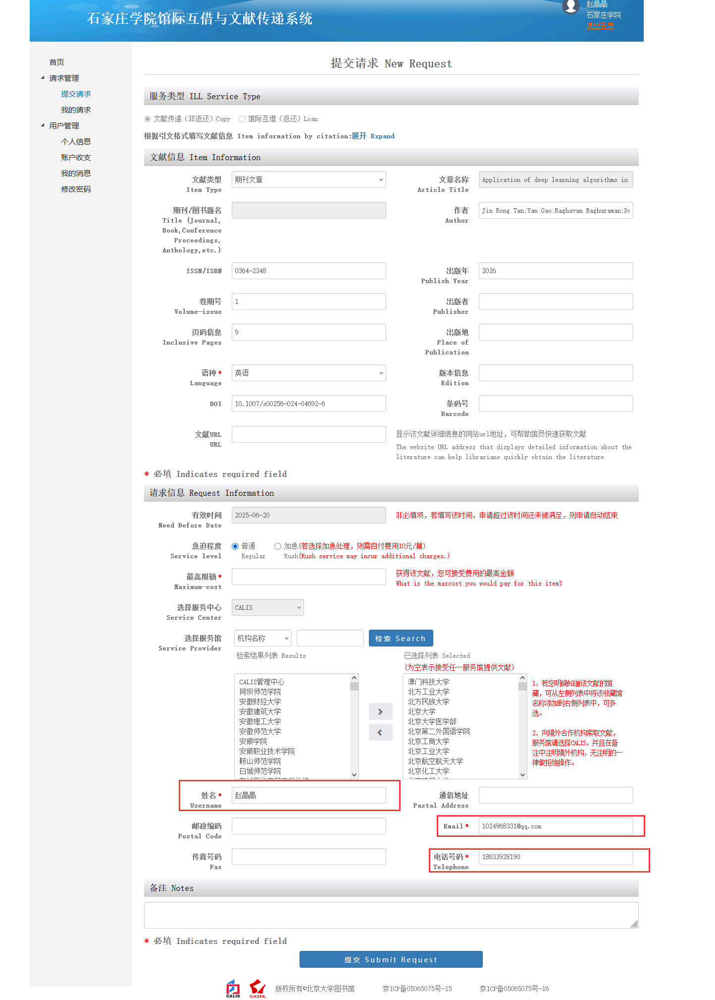 石家庄学院馆际互借与文献传递系统
赵晶晶
石家庄学院
退出登录
首页
请求管理
提交请求
我的请求
用户管理
个人信息
账户收支
我的消息
修改密码
提交请求 New Request
服务类型 ILL Service Type
文献传递（非返还）Copy 馆际互借（返还）Loan
根据引文格式填写文献信息 Item information by citation:展开 Expand
文献信息 Item Information
文献类型 期刊文章 文章名称 Application of deep learning algorithms in
Item Type Article Title
期刊/图书题名 作者 Jin Rong Tan;Yan Gao;Raghavan Raghuraman;Da
Title (Journal, Author
Book,Conference
Proceedings,
Anthology,etc.)
ISSN/ISBN 0364-2348 出版年 2026
Publish Year
卷期号 1 出版者
Volume-issue Publisher
页码信息 9 出版地
Inclusive Pages Place of
Publication
语种* 英语 版本信息
Language Edition
DOI 10.1007/s00256-024-04692-6 条码号
Barcode
文献URL 显示该文献详细信息的网站url地址，可帮助馆员快速获取文献
URL The website URL address that displays detailed information about the
literature can help librarians quickly obtain the literature
* 必填 Indicates required field
请求信息 Request Information
有效时间 2025-06-20 非必填项，若填写该时间，申请超过该时间还未被满足，则申请自动结束
Need Before Date
急迫程度 普通 加急(若选择加急处理，则需自付费用10元/篇)
Service level Regular Rush(Rush service may incur additional charges.)
最高限额* 获得该文献，您可接受费用的最高金额
Maximum-cost What is the maxcost you would pay for this item?
选择服务中心 CALIS
Service Center
选择服务馆 机构名称 检索 Search
Service Provider
检索结果列表 Results 已选择列表 Selected
(为空表示接受任一服务馆提供文献)
CALIS管理中心
阿坝师范学院
安徽财经大学
安徽建筑大学
安徽理工大学
安徽师范大学
安顺学院
安顺职业技术学院
鞍山师范学院
白城师范学院
澳门科技大学
北方工业大学
北方民族大学
北京大学
北京大学医学部
北京第二外国语学院
北京工商大学
北京工业大学
北京航空航天大学
北京化工大学
1、若您明确知道该文献的馆
藏，可从左侧列表中将该收藏馆
名称添加到右侧列表中，可多
选。
2、向境外合作机构索取文献，
服务馆请选择CALIS，并且在备
注中注明境外机构，无注明的一
律做拒绝操作。
姓名* 赵晶晶 通信地址
Username Pastal Address
邮政编码 Email* 1024968331@qq.com
Postal Code
传真号码 电话号码* 18633928190
Fax Telephone
备注 Notes
* 必填 Indicates required field
提交 Submit Request
CALIS CASHL 版权所有©北京大学图书馆 京ICP备05065075号-15 京ICP备05065075号-16